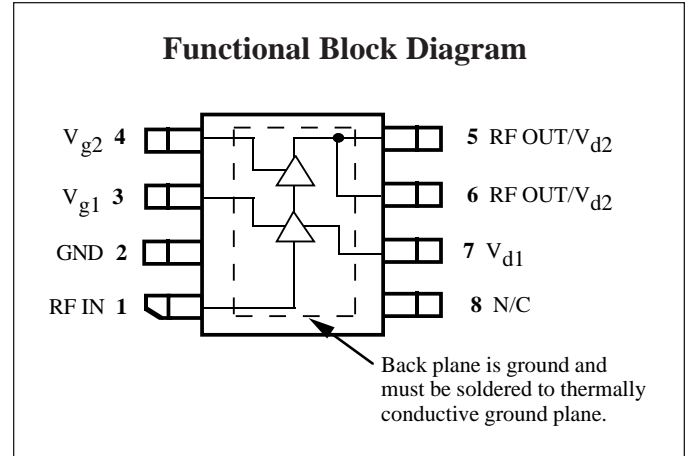 Functional Block Diagram
Vg2 4
5 RF OUT/Vd2
Vg1 3
6 RF OUT/Vd2
GND 2
7 Vd1
RF IN 1
8 N/C
Back plane is ground and
must be soldered to thermally
conductive ground plane.